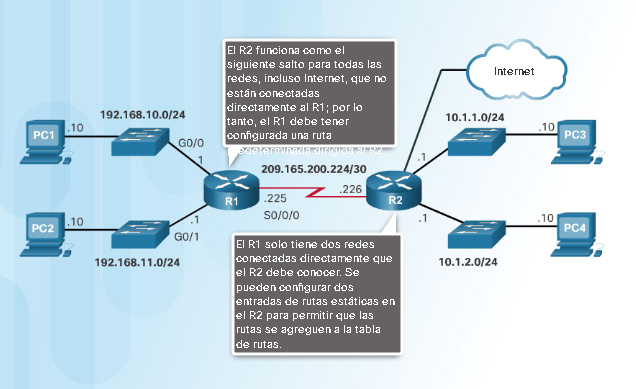 El R2 funciona como el
siguiente salto para todas las
redes, incluso Internet, que no
están conectadas
directamente al R1; por lo
tanto, el R1 debe tener
configurada una ruta
predeterminada dirigida al R2
Internet
192.168.10.0/24
10.1.1.0/24
.10
PC1
G0/0
.1
.10
PC3
.1
209.165.200.224/30
R1
.225
.226
R2
S0/0/0
.10
PC2
.1
G0/1
192.168.11.0/24
.1
.10
PC4
10.1.2.0/24
El R1 solo tiene dos redes
conectadas directamente que
el R2 debe conocer. Se
pueden configurar dos
entradas de rutas estáticas en
el R2 para permitir que las
rutas se agreguen a la tabla
de rutas.